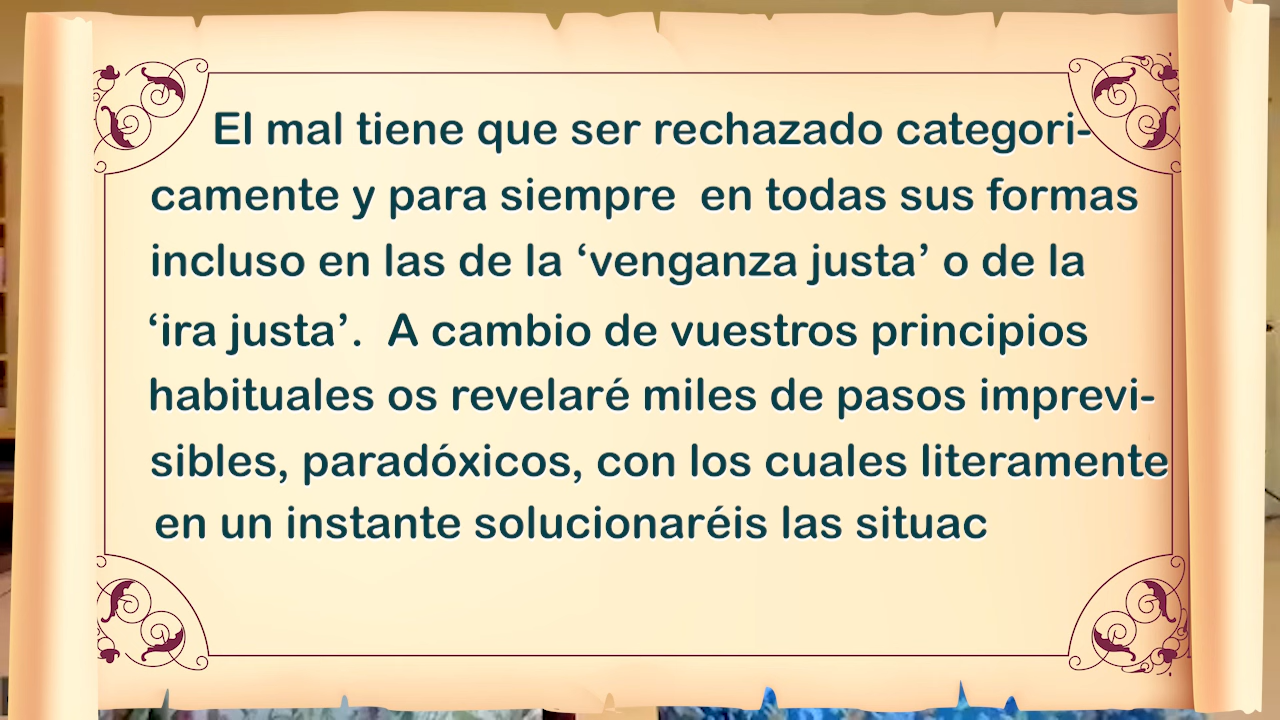 El mal tiene que ser rechazado categori-
camente y para siempre  en todas sus formas
incluso en las de la ‘venganza justa’ o de la
‘ira justa’.  A cambio de vuestros principios
habituales os revelaré miles de pasos imprevi-
sibles, paradóxicos, con los cuales literamente
en un instante solucionaréis las situac